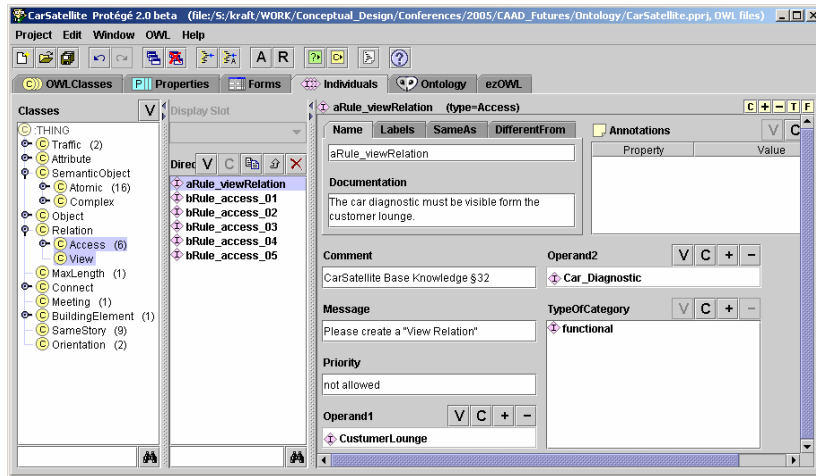 CarSatellite Protégé 2.0 beta (file:/S:/kraft/WORK/Conceptual_Design/Conferences/2005/CAAD_Futures/Ontology/CarSatellite.pprj, OWL files)
Project Edit Window OWL Help
A R
OWLClasses Properties Forms Individuals Ontology ezOWL
Classes V
C :THING
C Traffic (2)
C Attribute
C SemanticObject
C Atomic (16)
C Complex
C Object
C Relation
C Access (6)
C View
C MaxLength (1)
C Connect
C Meeting (1)
C BuildingElement (1)
C SameStory (9)
C Orientation (2)
Display Slot
Direc V C
aRule_viewRelation
bRule_access_01
bRule_access_02
bRule_access_03
bRule_access_04
bRule_access_05
aRule_viewRelation (type=Access) C + − T F
Name Labels SameAs DifferentFrom
aRule_viewRelation
Documentation
The car diagnostic must be visible form the
customer lounge.
Annotations V C
Property Value
Comment
CarSatellite Base Knowledge §32
Message
Please create a "View Relation"
Priority
not allowed
Operand1 V C + −
CustumerLounge
Operand2 V C + −
Car_Diagnostic
TypeOfCategory V C + −
functional